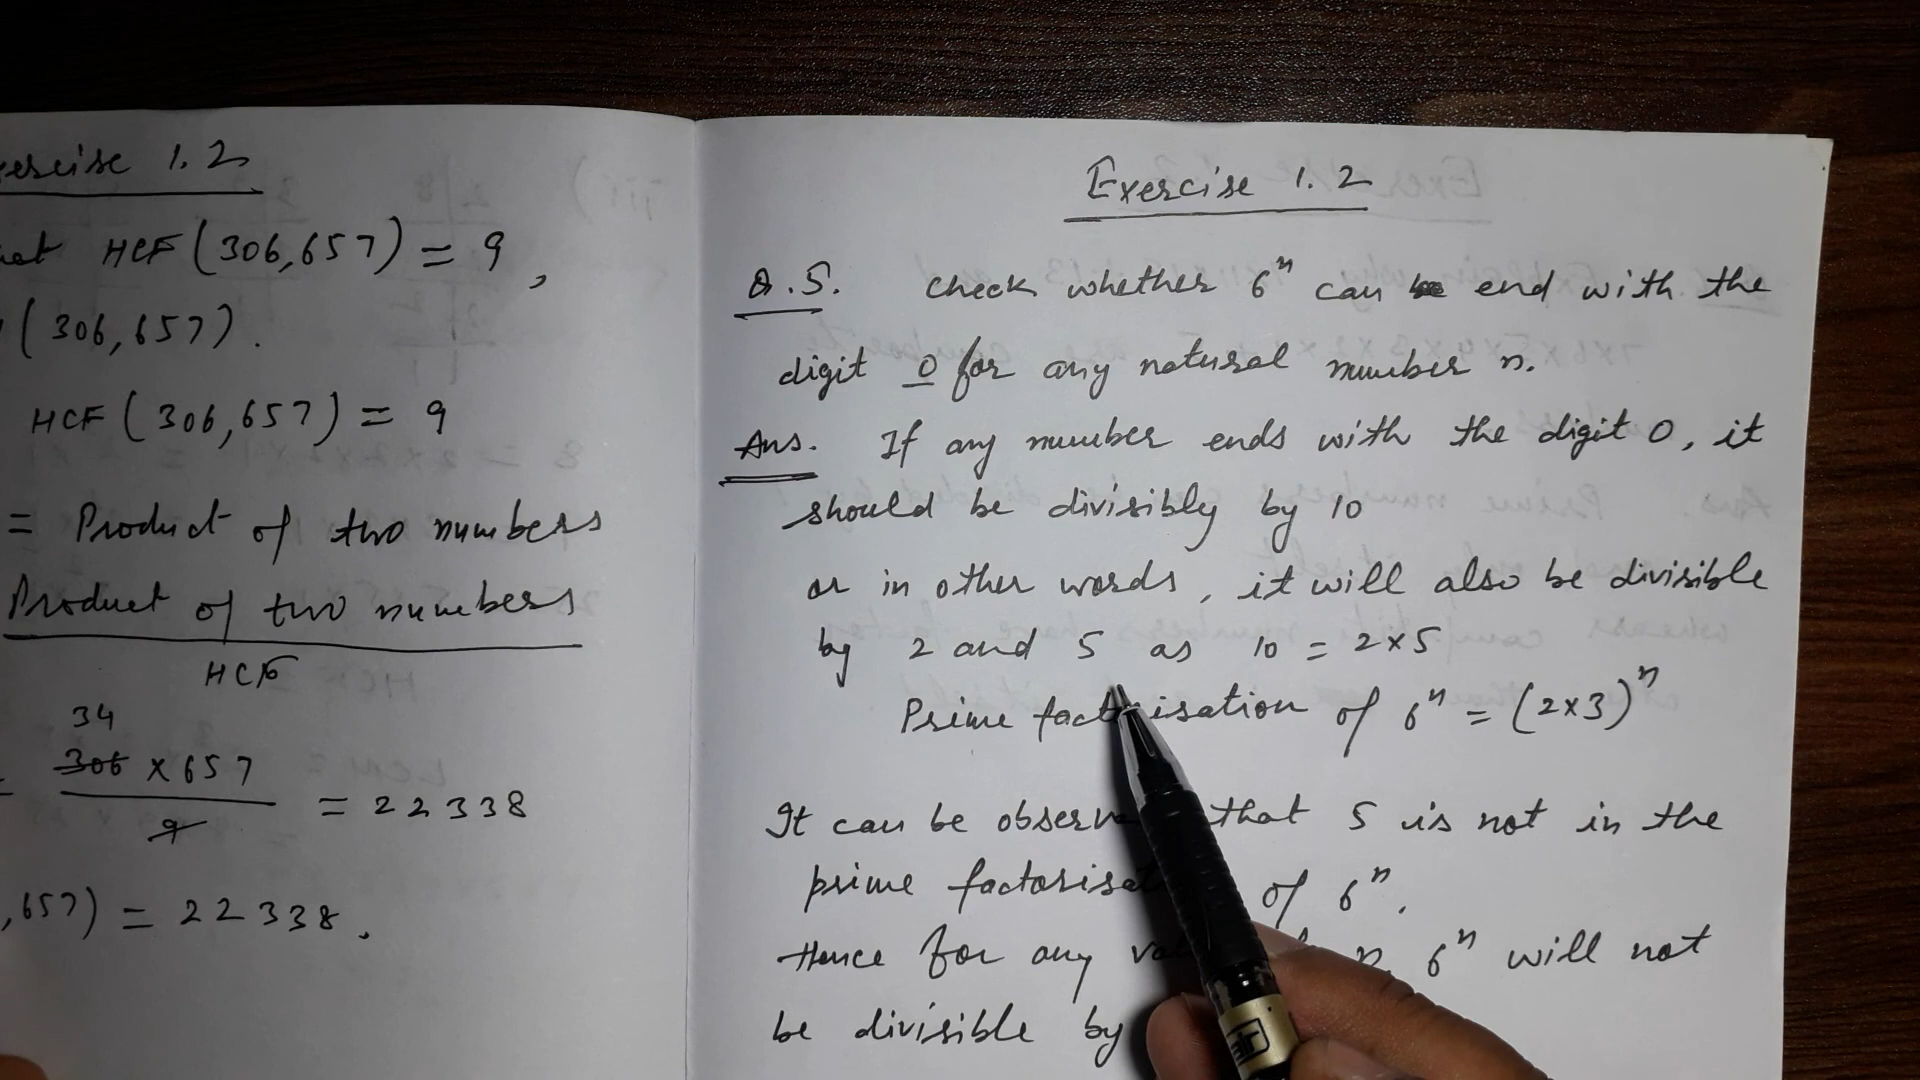 Exercise 1.2
HCF (306,657) = 9,
(306,657).
HCF (306,657) = 9
= Product of two numbers
Product of two numbers
HCF
34
306 x 657
9
= 22338
,657) = 22338.
Exercise 1.2
Q.5. Check whether 6ⁿ can end with the
digit 0 for any natural number n.
Ans. If any number ends with the digit 0, it
should be divisibly by 10
or in other words, it will also be divisible
by 2 and 5 as 10 = 2x5
Prime factorisation of 6ⁿ = (2x3)ⁿ
It can be observ that 5 is not in the
prime factorisa of 6ⁿ.
Hence for any n, 6ⁿ will not
be divisible by